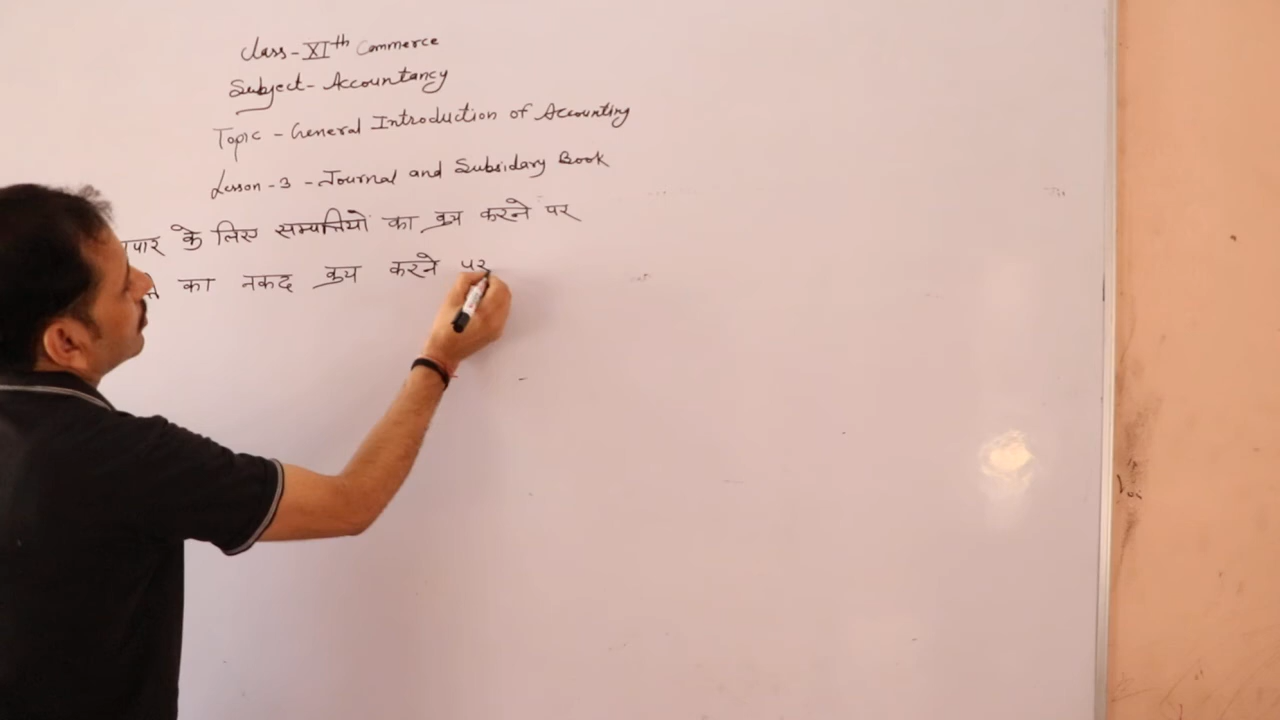 Class - XIth Commerce
Subject - Accountancy
Topic - General Introduction of Accounting
Lesson - 3 - Journal and Subsidary Book
के लिए सम्पत्तियों का क्रय करने पर
का नकद क्रय करने पर